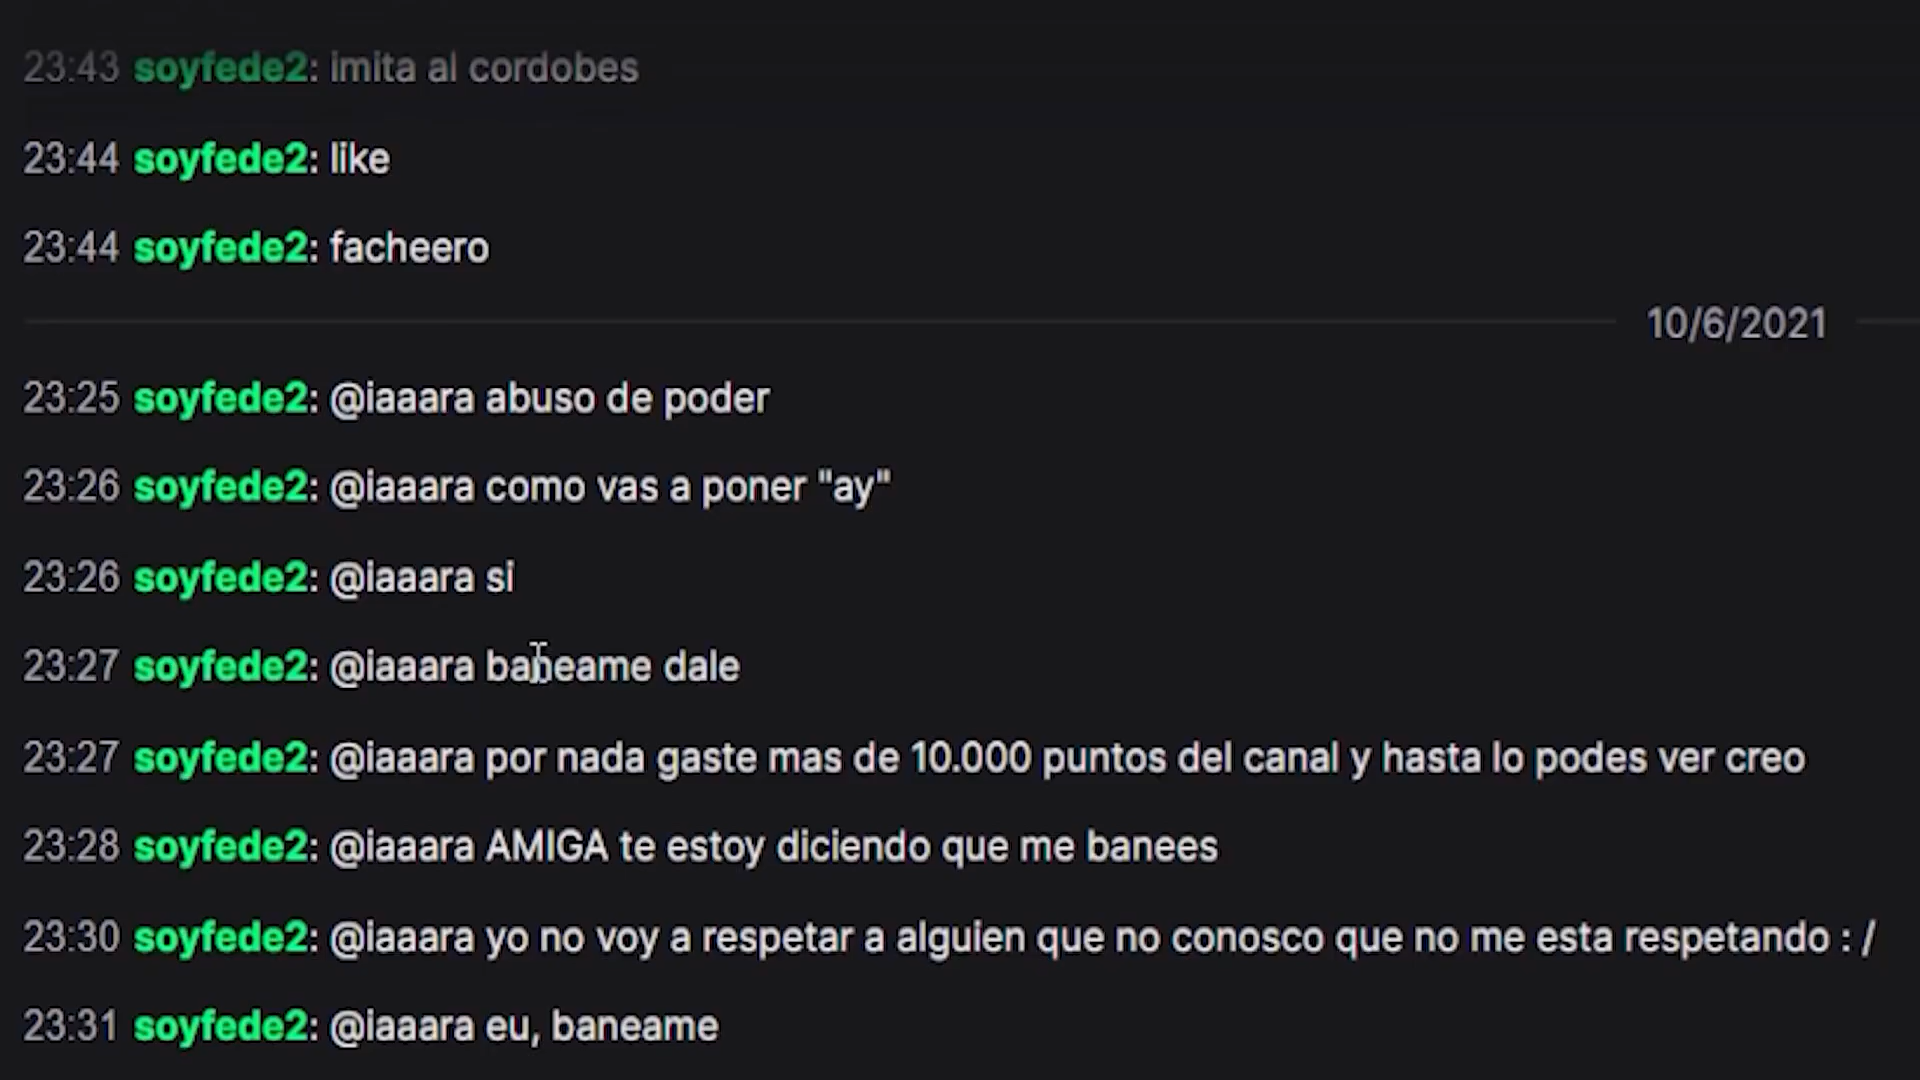 23:43 soyfede2: imita al cordobes
23:44 soyfede2: like
23:44 soyfede2: facheero
10/6/2021
23:25 soyfede2: @iaaara abuso de poder
23:26 soyfede2: @iaaara como vas a poner "ay"
23:26 soyfede2: @iaaara si
23:27 soyfede2: @iaaara baneame dale
23:27 soyfede2: @iaaara por nada gaste mas de 10.000 puntos del canal y hasta lo podes ver creo
23:28 soyfede2: @iaaara AMIGA te estoy diciendo que me banees
23:30 soyfede2: @iaaara yo no voy a respetar a alguien que no conosco que no me esta respetando : /
23:31 soyfede2: @iaaara eu, baneame